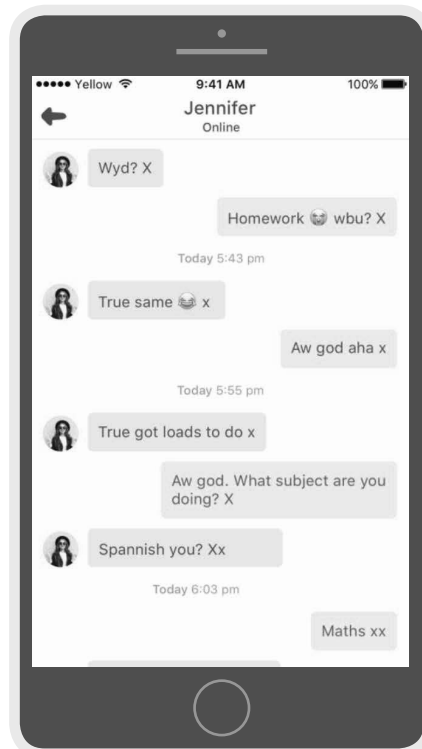 Yellow 9:41 AM 100%
Jennifer
Online
Wyd? X
Homework 😂 wbu? X
Today 5:43 pm
True same 😂 x
Aw god aha x
Today 5:55 pm
True got loads to do x
Aw god. What subject are you
doing? X
Spannish you? Xx
Today 6:03 pm
Maths xx